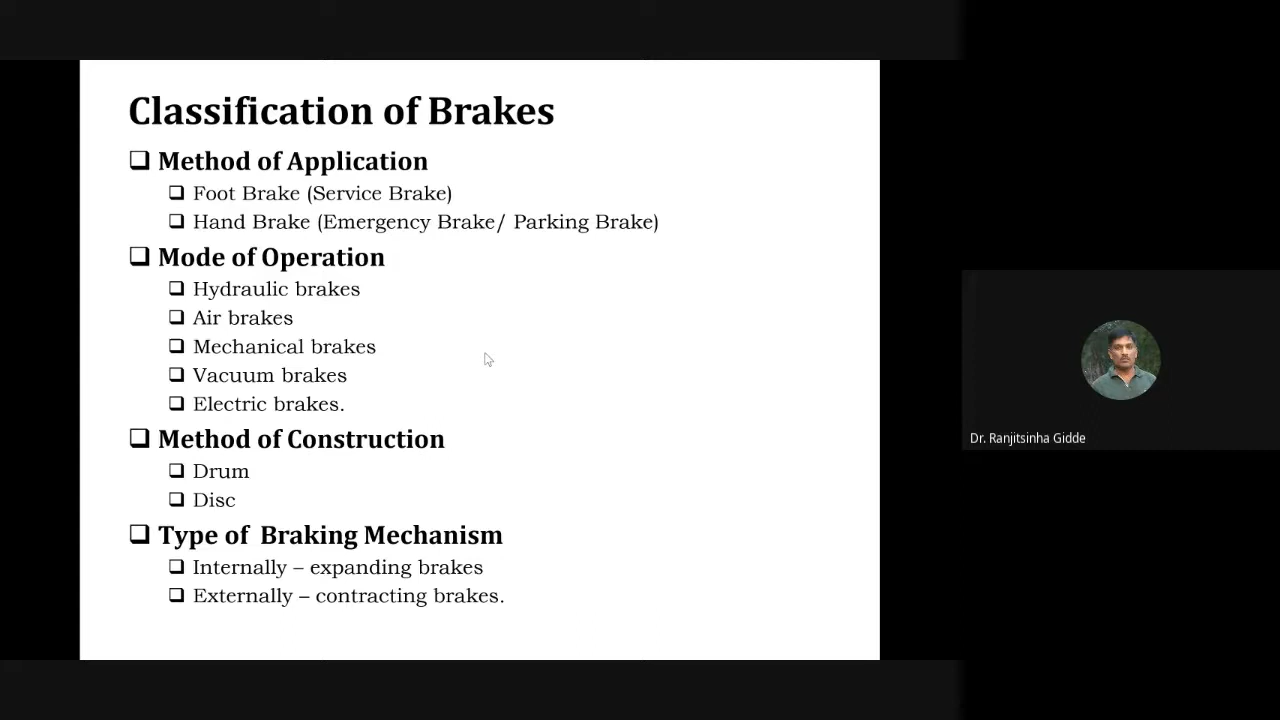 Classification of Brakes
Method of Application
Foot Brake (Service Brake)
Hand Brake (Emergency Brake/ Parking Brake)
Mode of Operation
Hydraulic brakes
Air brakes
Mechanical brakes
Vacuum brakes
Electric brakes.
Method of Construction
Drum
Disc
Type of  Braking Mechanism
Internally – expanding brakes
Externally – contracting brakes.
Dr. Ranjitsinha Gidde